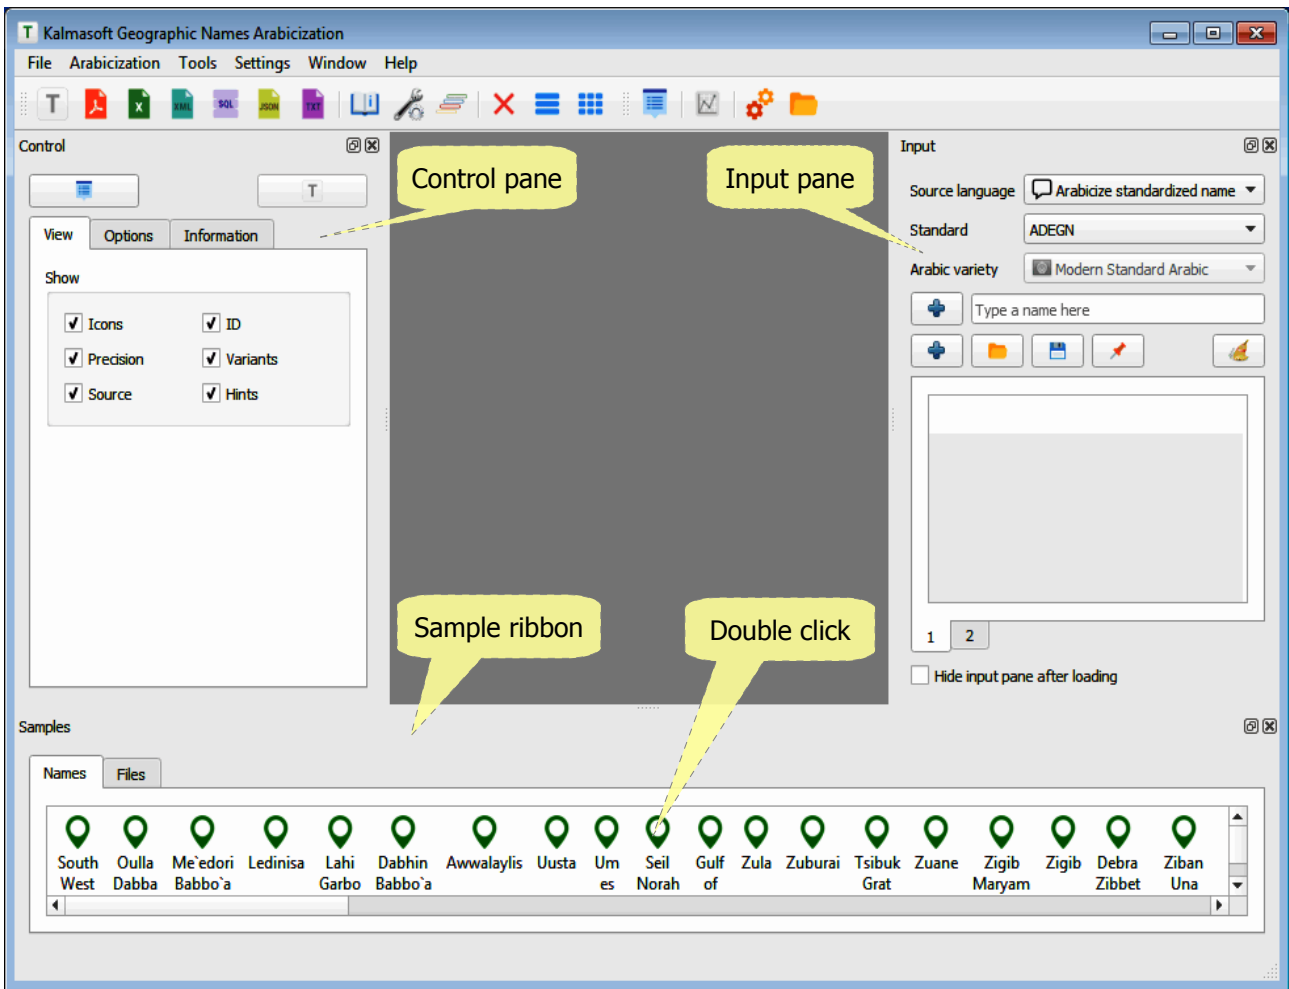 T Kalmasoft Geographic Names Arabicization
File Arabicization Tools Settings Window Help
T XML SQL JSON TXT
Control
Control pane
Input pane
Input
T
Source language Arabicize standardized name
View Options Information
Standard ADEGN
Arabic variety Modern Standard Arabic
Show
Type a name here
Icons ID
Precision Variants
Source Hints
Sample ribbon
Double click
1 2
Hide input pane after loading
Samples
Names Files
South Oulla Me`edori Ledinisa Lahi Dabhin Awwalaylis Uusta Um Seil Gulf Zula Zuburai Tsibuk Zuane Zigib Zigib Debra Ziban
West Dabba Babbo`a Garbo Babbo`a es Norah of Grat Maryam Zibbet Una